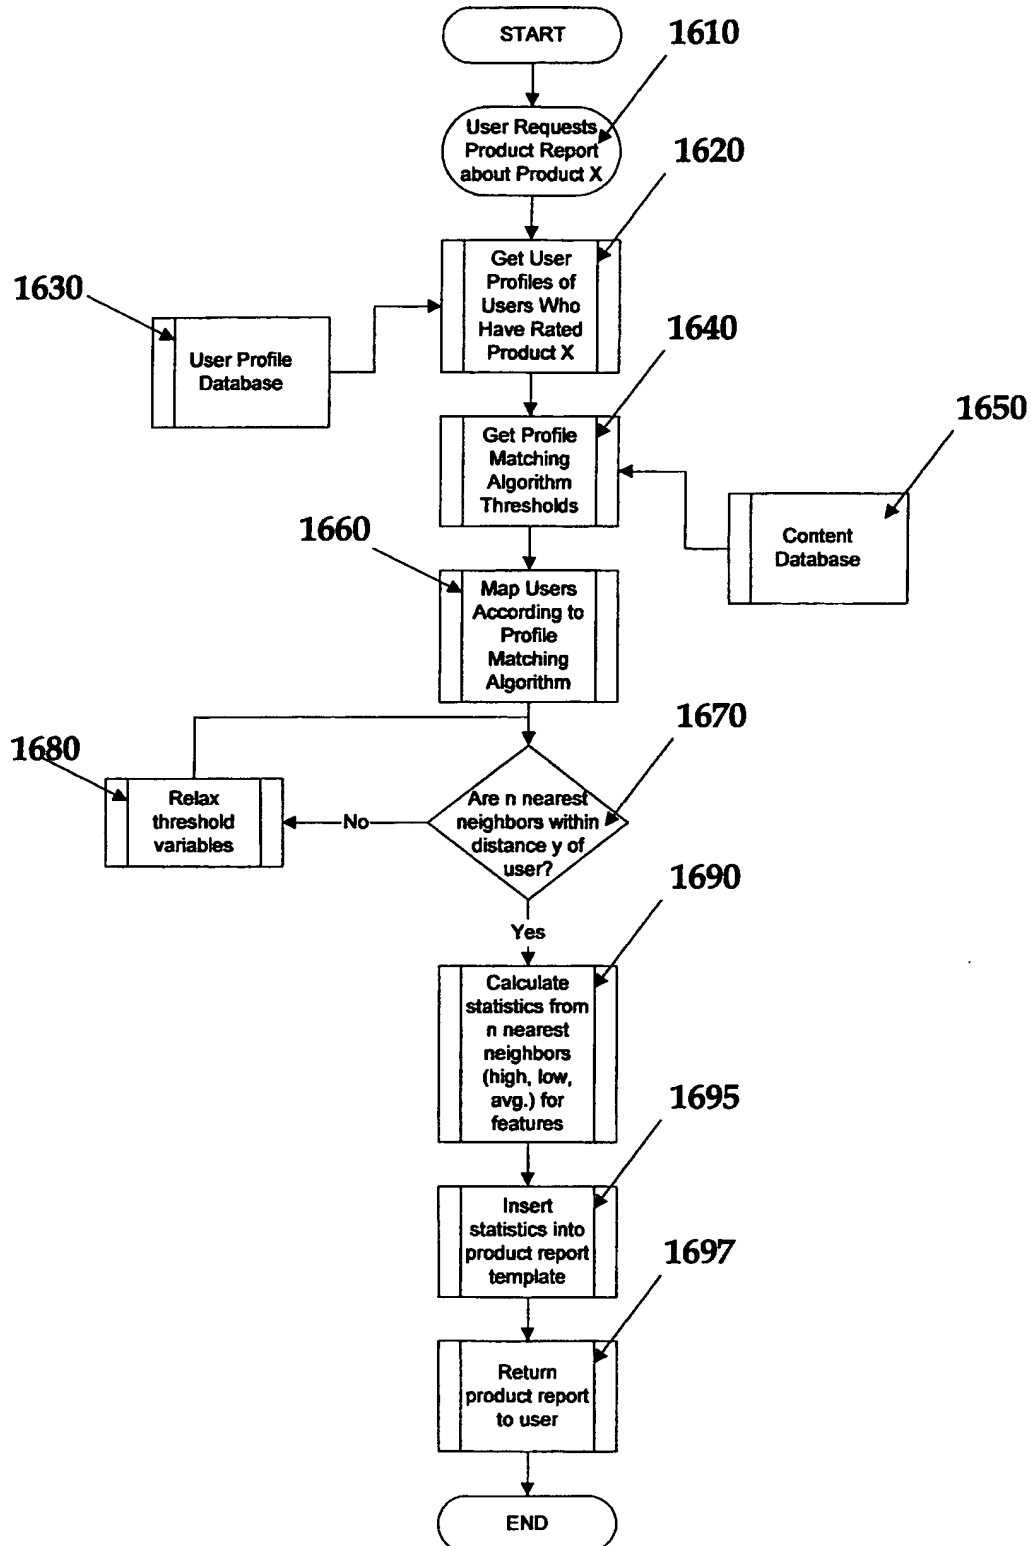 START
1610
User Requests
Product Report
about Product X
1620
Get User
Profiles of
Users Who
Have Rated
Product X
1630
User Profile
Database
1640
Get Profile
Matching
Algorithm
Thresholds
1650
Content
Database
1660
Map Users
According to
Profile
Matching
Algorithm
1670
Are n nearest
neighbors within
distance y of
user?
1680
Relax
threshold
variables
No
Yes
1690
Calculate
statistics from
n nearest
neighbors
(high, low,
avg.) for
features
1695
Insert
statistics into
product report
template
1697
Return
product report
to user
END